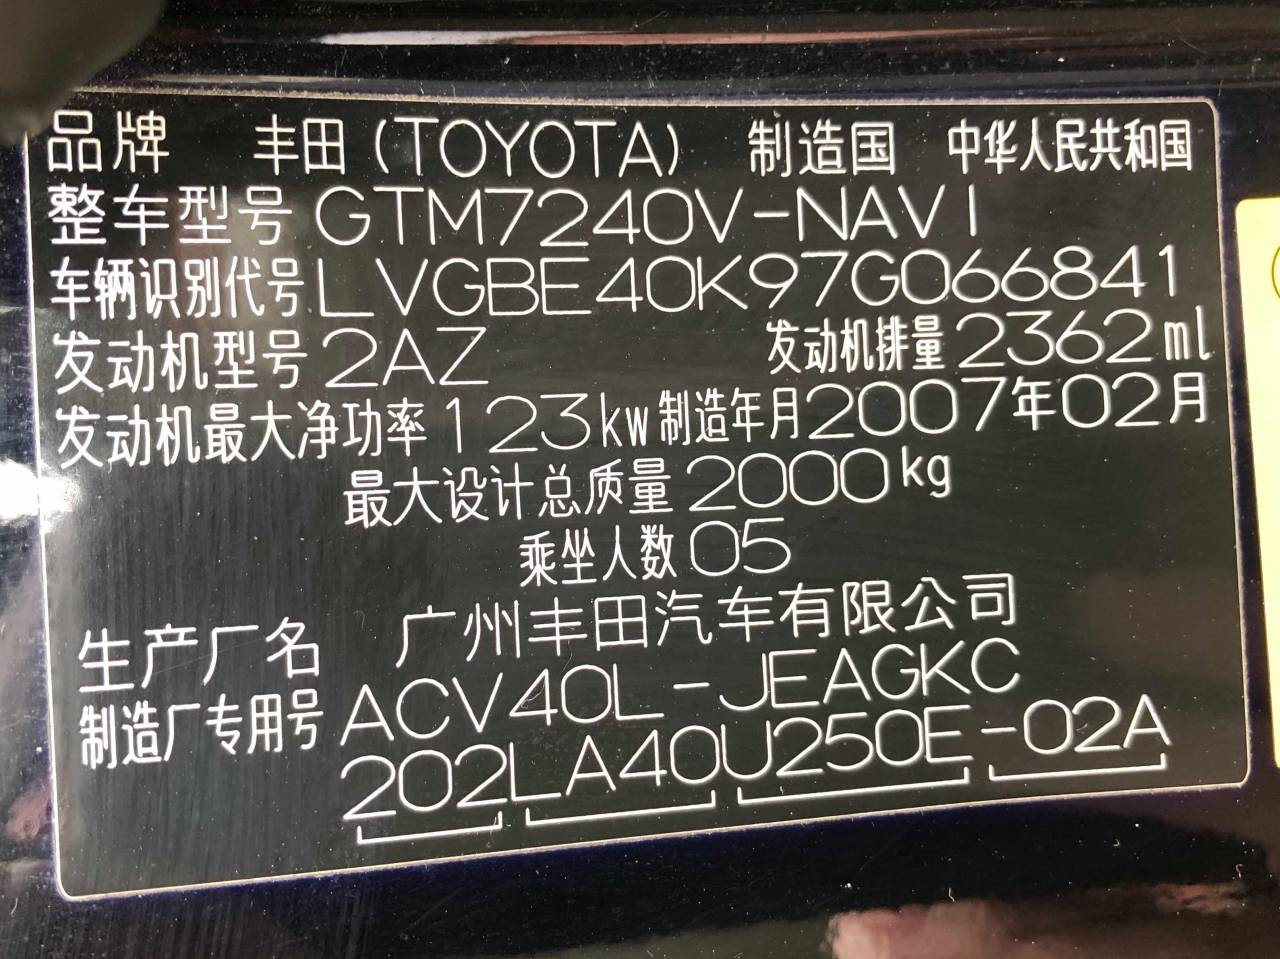 品牌 丰田(TOYOTA) 制造国 中华人民共和国
整车型号 GTM7240V-NAVI
车辆识别代号 LVGBE40K97G066841
发动机型号 2AZ 发动机排量 2362ml
发动机最大净功率 123kw 制造年月 2007年02月
最大设计总质量 2000kg
乘坐人数 05
生产厂名 广州丰田汽车有限公司
制造厂专用号 ACV40L-JEAGKC
202LA40U250E-02A